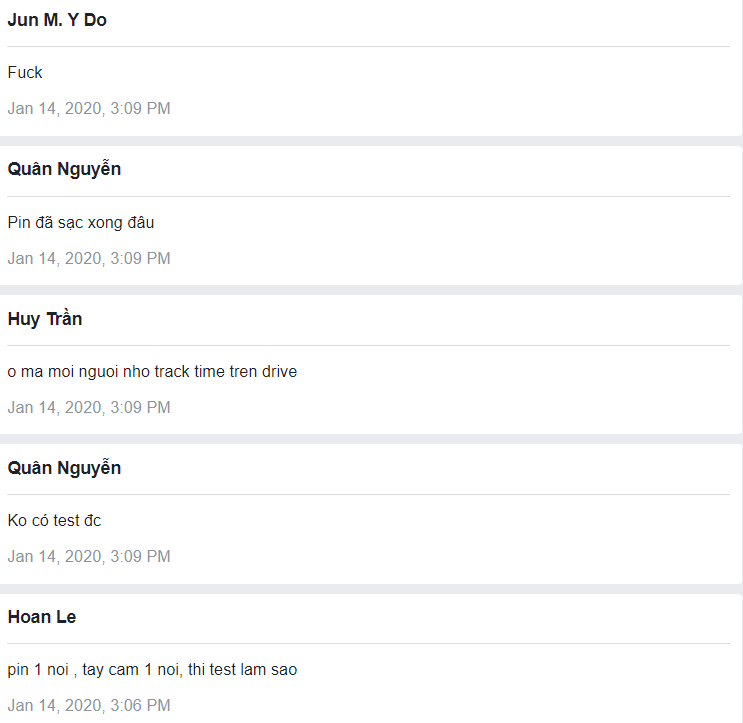 Jun M. Y Do
Fuck
Jan 14, 2020, 3:09 PM
Quân Nguyễn
Pin đã sạc xong đâu
Jan 14, 2020, 3:09 PM
Huy Trần
o ma moi nguoi nho track time tren drive
Jan 14, 2020, 3:09 PM
Quân Nguyễn
Ko có test đc
Jan 14, 2020, 3:09 PM
Hoan Le
pin 1 noi , tay cam 1 noi, thi test lam sao
Jan 14, 2020, 3:06 PM